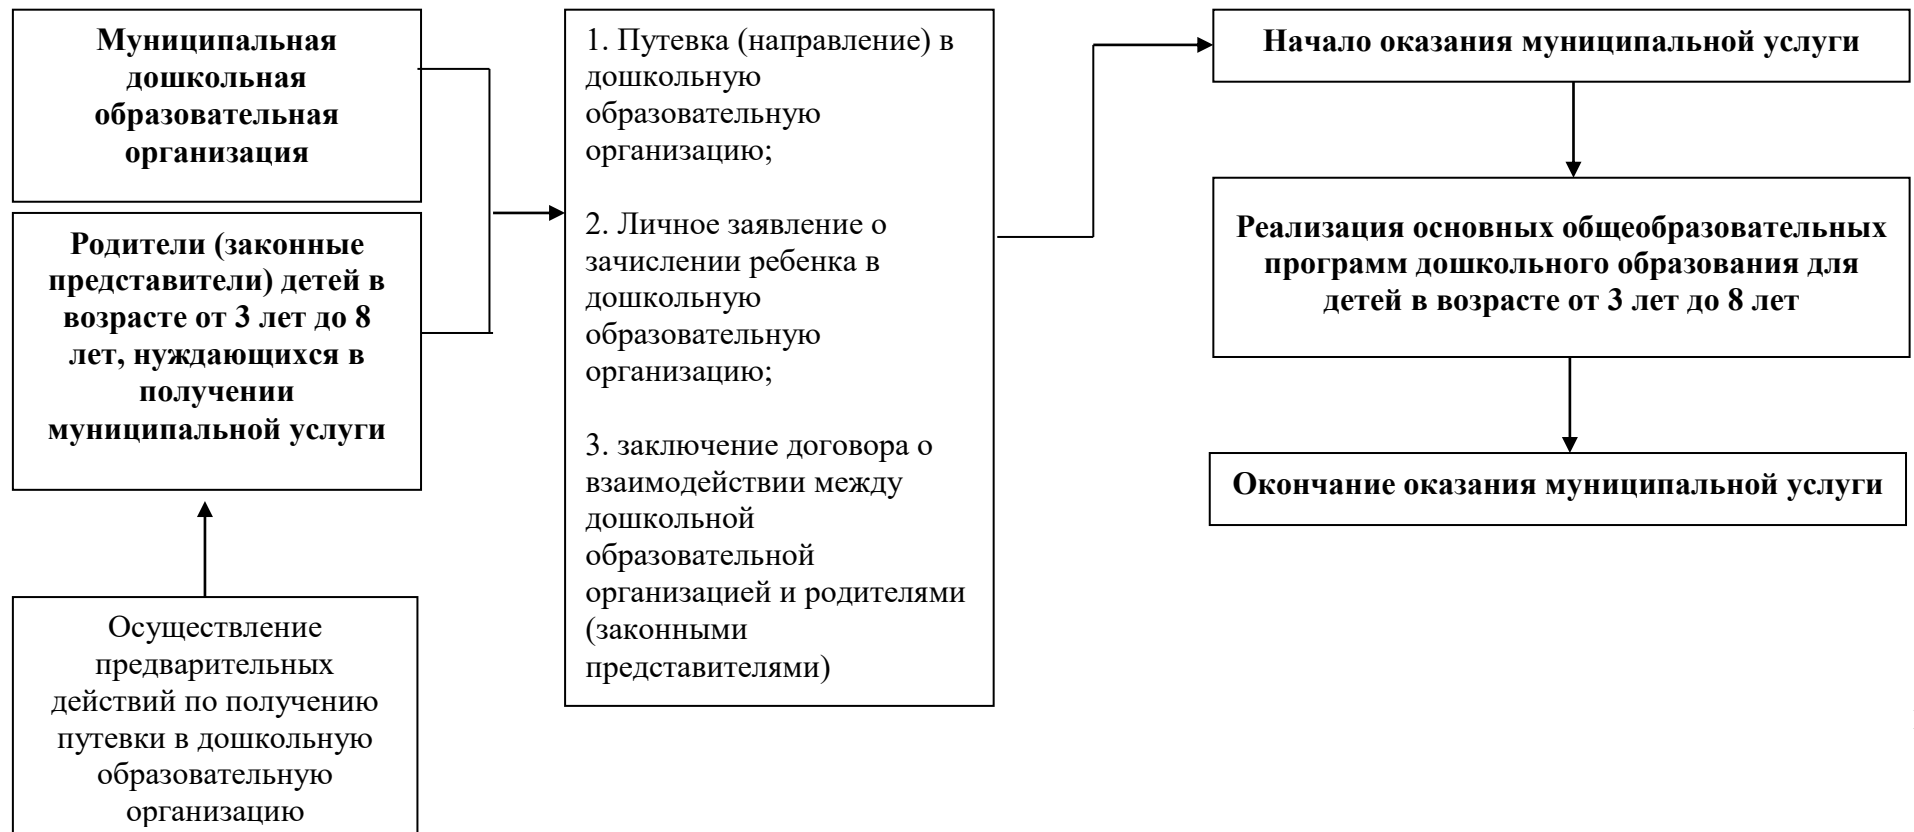 Муниципальная
дошкольная
образовательная
организация
Родители (законные
представители) детей в
возрасте от 3 лет до 8
лет, нуждающихся в
получении
муниципальной услуги
Осуществление
предварительных
действий по получению
путевки в дошкольную
образовательную
организацию
1. Путевка (направление) в
дошкольную
образовательную
организацию;
2. Личное заявление о
зачислении ребенка в
дошкольную
образовательную
организацию;
3. заключение договора о
взаимодействии между
дошкольной
образовательной
организацией и родителями
(законными
представителями)
Начало оказания муниципальной услуги
Реализация основных общеобразовательных
программ дошкольного образования для
детей в возрасте от 3 лет до 8 лет
Окончание оказания муниципальной услуги